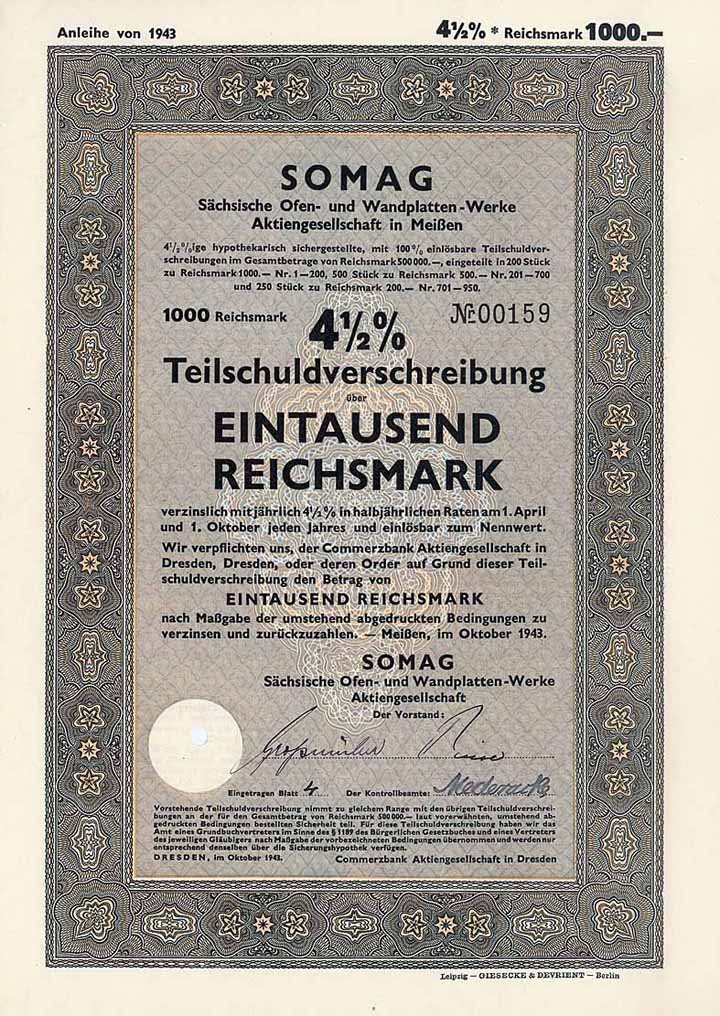 Anleihe von 1943
4½% * Reichsmark 1000.—
SOMAG
Sächsische Ofen- und Wandplatten-Werke
Aktiengesellschaft in Meißen
4½%ige hypothekarisch sichergestellte, mit 100% einlösbare Teilschuldver-
schreibungen im Gesamtbetrage von Reichsmark 500 000.—, eingeteilt in 200 Stück
zu Reichsmark 1000.— Nr. 1—200, 500 Stück zu Reichsmark 500.— Nr. 201—700
und 250 Stück zu Reichsmark 200.— Nr. 701—950.
1000 Reichsmark
4½%
№ 00159
Teilschuldverschreibung
über
EINTAUSEND
REICHSMARK
verzinslich mit jährlich 4½% in halbjährlichen Raten am 1. April
und 1. Oktober jeden Jahres und einlösbar zum Nennwert.
Wir verpflichten uns, der Commerzbank Aktiengesellschaft in
Dresden, Dresden, oder deren Order auf Grund dieser Teil-
schuldverschreibung den Betrag von
EINTAUSEND REICHSMARK
nach Maßgabe der umstehend abgedruckten Bedingungen zu
verzinsen und zurückzuzahlen. — Meißen, im Oktober 1943.
SOMAG
Sächsische Ofen- und Wandplatten-Werke
Aktiengesellschaft
Der Vorstand:
Eingetragen Blatt 4 Der Kontrollbeamte:
Vorstehende Teilschuldverschreibung nimmt zu gleichem Range mit den übrigen Teilschuldverschrei-
bungen an der für den Gesamtbetrag von Reichsmark 500 000.— laut vorerwähnten, umstehend ab-
gedruckten Bedingungen bestellten Sicherheit teil. Für diese Teilschuldverschreibung haben wir das
Amt eines Grundbuchvertreters im Sinne des § 1189 des Bürgerlichen Gesetzbuches und eines Vertreters
des jeweiligen Gläubigers nach Maßgabe der vorbezeichneten Bedingungen übernommen und werden nur
entsprechend denselben über die Sicherungshypothek verfügen.
DRESDEN, im Oktober 1943. Commerzbank Aktiengesellschaft in Dresden
Leipzig — GIESECKE & DEVRIENT — Berlin